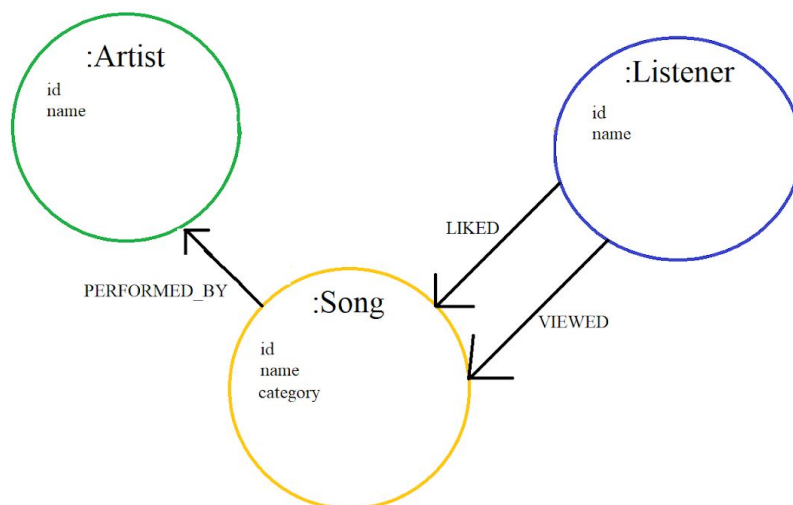 :Artist
id
name
:Listener
id
name
LIKED
PERFORMED_BY
VIEWED
:Song
id
name
category